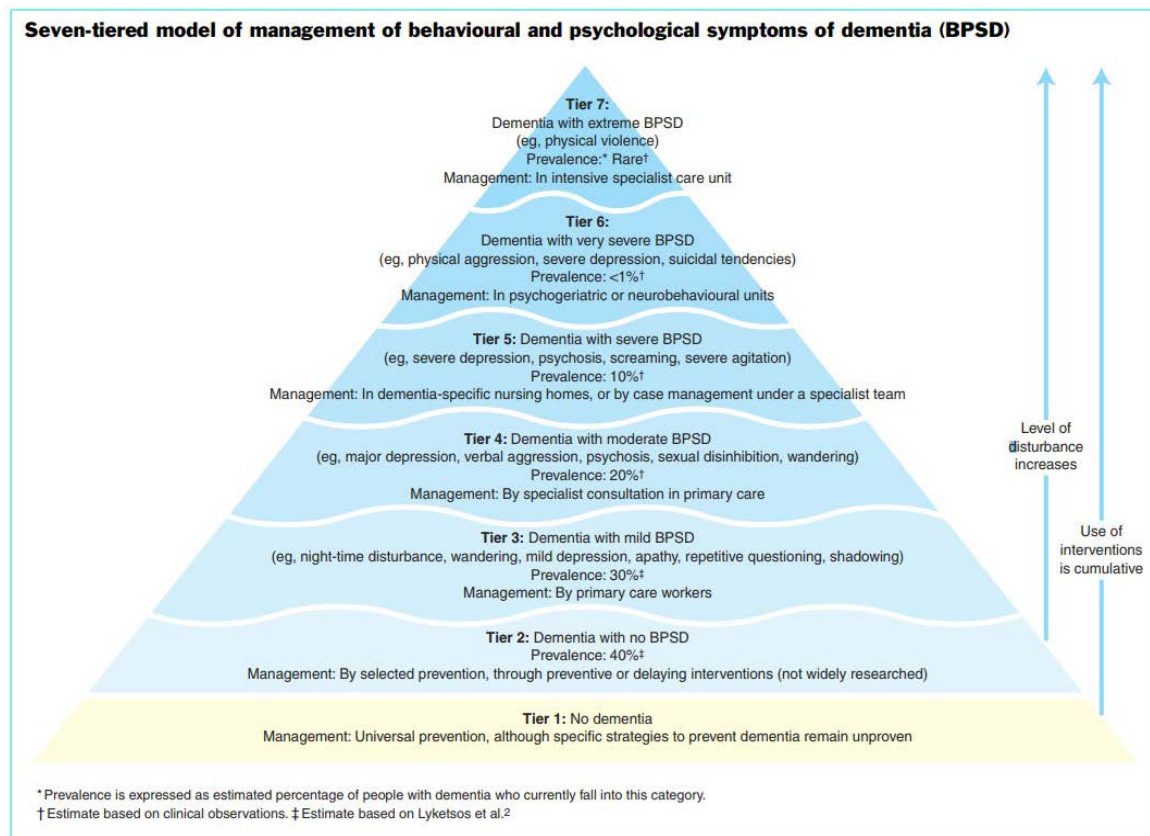 Seven-tiered model of management of behavioural and psychological symptoms of dementia (BPSD)
Tier 7:
Dementia with extreme BPSD
(eg, physical violence)
Prevalence:* Rare†
Management: In intensive specialist care unit
Tier 6:
Dementia with very severe BPSD
(eg, physical aggression, severe depression, suicidal tendencies)
Prevalence: <1%†
Management: In psychogeriatric or neurobehavioural units
Tier 5: Dementia with severe BPSD
(eg, severe depression, psychosis, screaming, severe agitation)
Prevalence: 10%†
Management: In dementia-specific nursing homes, or by case management under a specialist team
Tier 4: Dementia with moderate BPSD
(eg, major depression, verbal aggression, psychosis, sexual disinhibition, wandering)
Prevalence: 20%†
Management: By specialist consultation in primary care
Tier 3: Dementia with mild BPSD
(eg, night-time disturbance, wandering, mild depression, apathy, repetitive questioning, shadowing)
Prevalence: 30%‡
Management: By primary care workers
Tier 2: Dementia with no BPSD
Prevalence: 40%‡
Management: By selected prevention, through preventive or delaying interventions (not widely researched)
Tier 1: No dementia
Management: Universal prevention, although specific strategies to prevent dementia remain unproven
Level of
disturbance
increases
Use of
interventions
is cumulative
* Prevalence is expressed as estimated percentage of people with dementia who currently fall into this category.
† Estimate based on clinical observations. ‡ Estimate based on Lyketsos et al.²